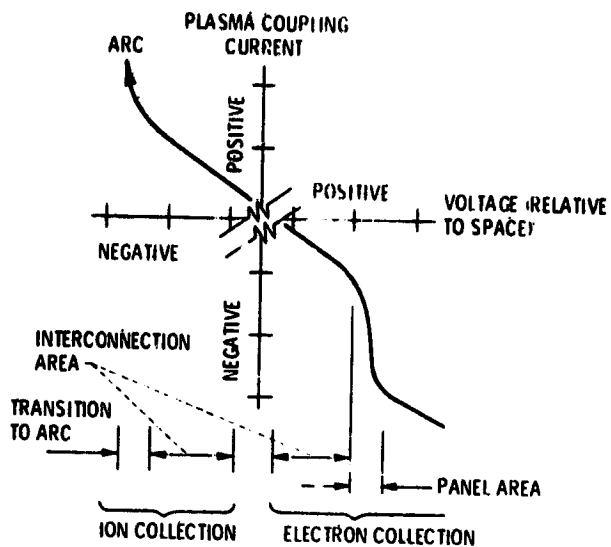 PLASMA COUPLING
CURRENT
ARC
POSITIVE
POSITIVE
VOLTAGE (RELATIVE
TO SPACE)
NEGATIVE
NEGATIVE
INTERCONNECTION
AREA
TRANSITION
TO ARC
PANEL AREA
ION COLLECTION
ELECTRON COLLECTION